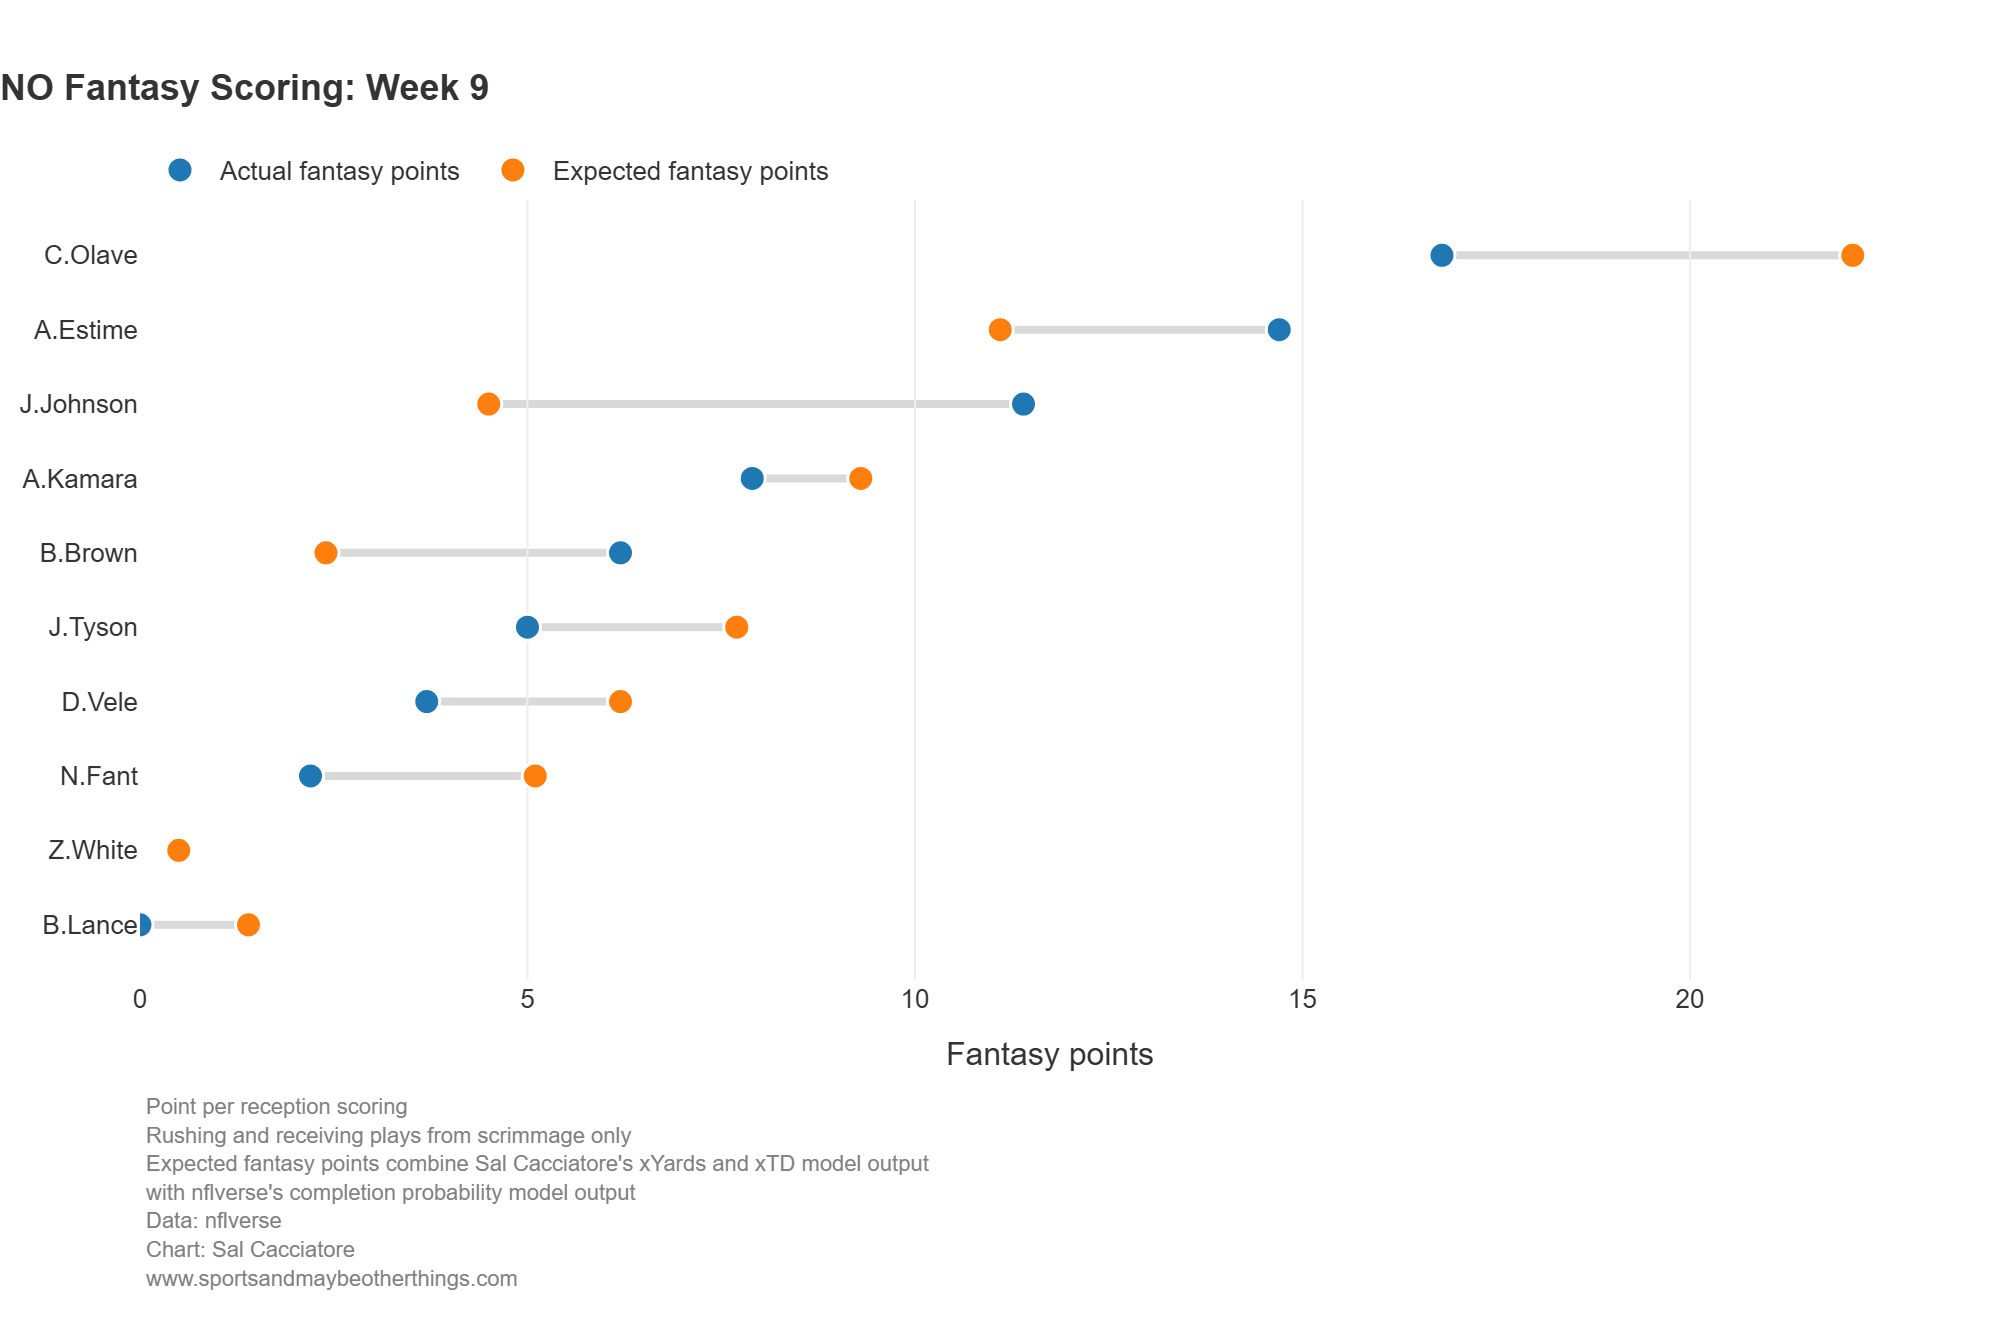 NO Fantasy Scoring: Week 9
Actual fantasy points
Expected fantasy points
C.Olave
A.Estime
J.Johnson
A.Kamara
B.Brown
J.Tyson
D.Vele
N.Fant
Z.White
B.Lance
0 5 10 15 20
Fantasy points
Point per reception scoring
Rushing and receiving plays from scrimmage only
Expected fantasy points combine Sal Cacciatore's xYards and xTD model output
with nflverse's completion probability model output
Data: nflverse
Chart: Sal Cacciatore
www.sportsandmaybeotherthings.com